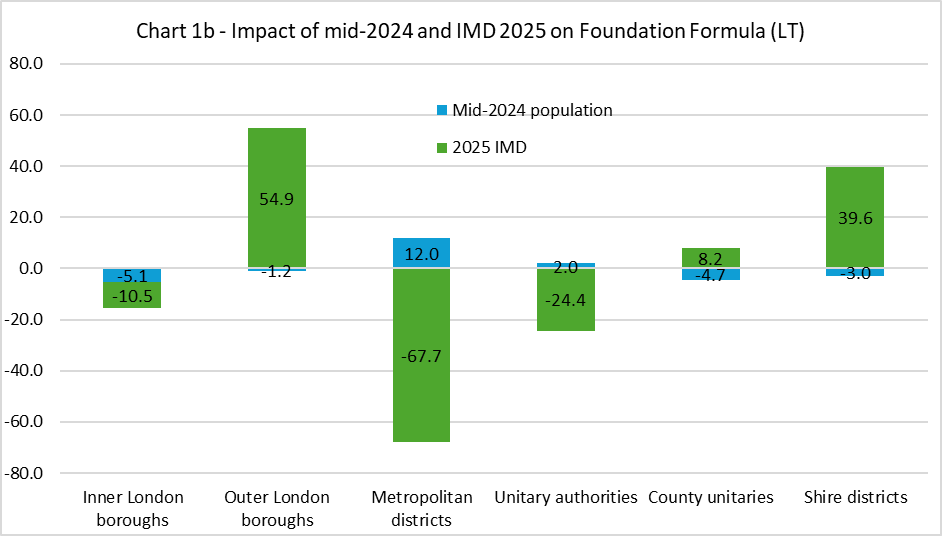 Chart 1b - Impact of mid-2024 and IMD 2025 on Foundation Formula (LT)
80.0
60.0
40.0
20.0
0.0
-20.0
-40.0
-60.0
-80.0
Mid-2024 population
2025 IMD
-5.1
-10.5
54.9
-1.2
12.0
-67.7
2.0
-24.4
8.2
-4.7
39.6
-3.0
Inner London
boroughs
Outer London
boroughs
Metropolitan
districts
Unitary authorities
County unitaries
Shire districts